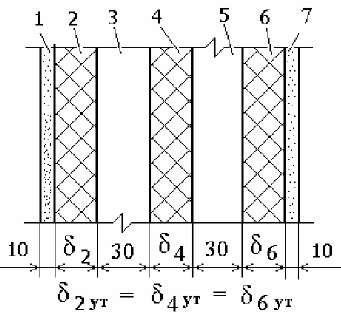 1 2 3 4 5 6 7
10 δ2 30 δ4 30 δ6 10
δ2 ут = δ4 ут = δ6 ут